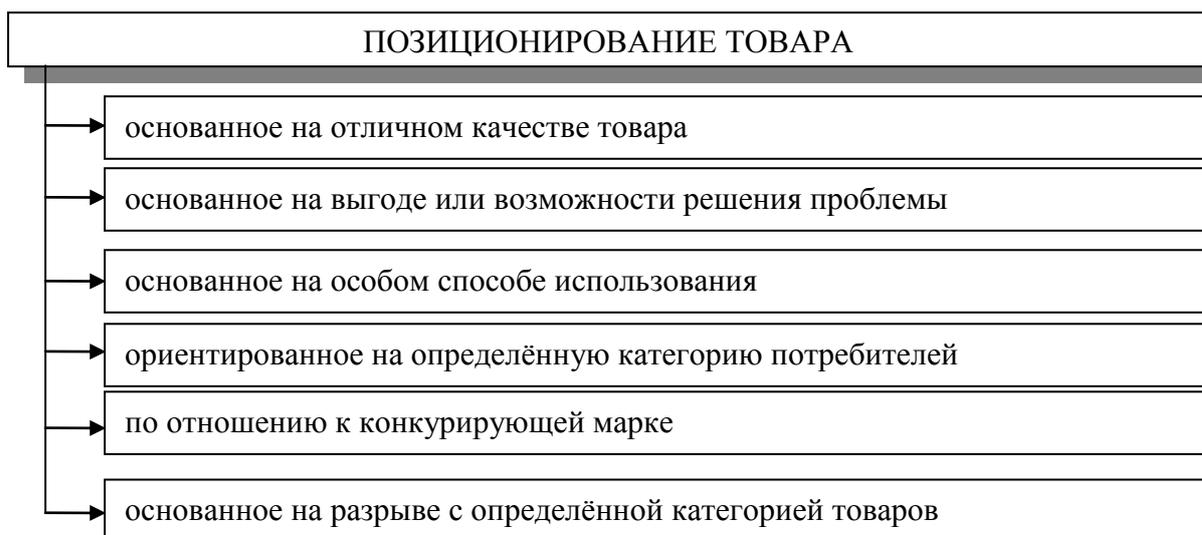 ПОЗИЦИОНИРОВАНИЕ ТОВАРА
основанное на отличном качестве товара
основанное на выгоде или возможности решения проблемы
основанное на особом способе использования
ориентированное на определённую категорию потребителей
по отношению к конкурирующей марке
основанное на разрыве с определённой категорией товаров